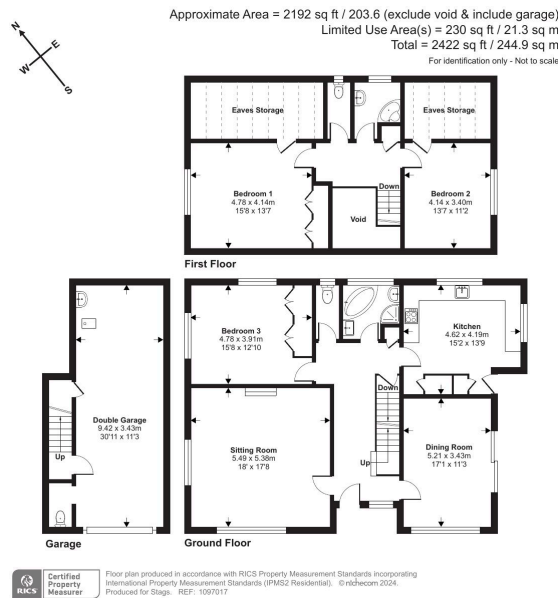 Approximate Area = 2192 sq ft / 203.6 (exclude void & include garage)
Limited Use Area(s) = 230 sq ft / 21.3 sq m
Total = 2422 sq ft / 244.9 sq m
For identification only - Not to scale
N
E
W
S
Eaves Storage
Eaves Storage
Bedroom 1
4.78 x 4.14m
15'8 x 13'7
Down
Void
Bedroom 2
4.14 x 3.40m
13'7 x 11'2
First Floor
Bedroom 3
4.78 x 3.91m
15'8 x 12'10
Kitchen
4.62 x 4.19m
15'2 x 13'9
Down
Double Garage
9.42 x 3.43m
30'11 x 11'3
Up
Sitting Room
5.49 x 5.38m
18' x 17'8
Up
Dining Room
5.21 x 3.43m
17'1 x 11'3
Garage
Ground Floor
RICS
Certified
Property
Measurer
Floor plan produced in accordance with RICS Property Measurement Standards incorporating
International Property Measurement Standards (IPMS2 Residential). © ntchecom 2024.
Produced for Stags. REF: 1097017